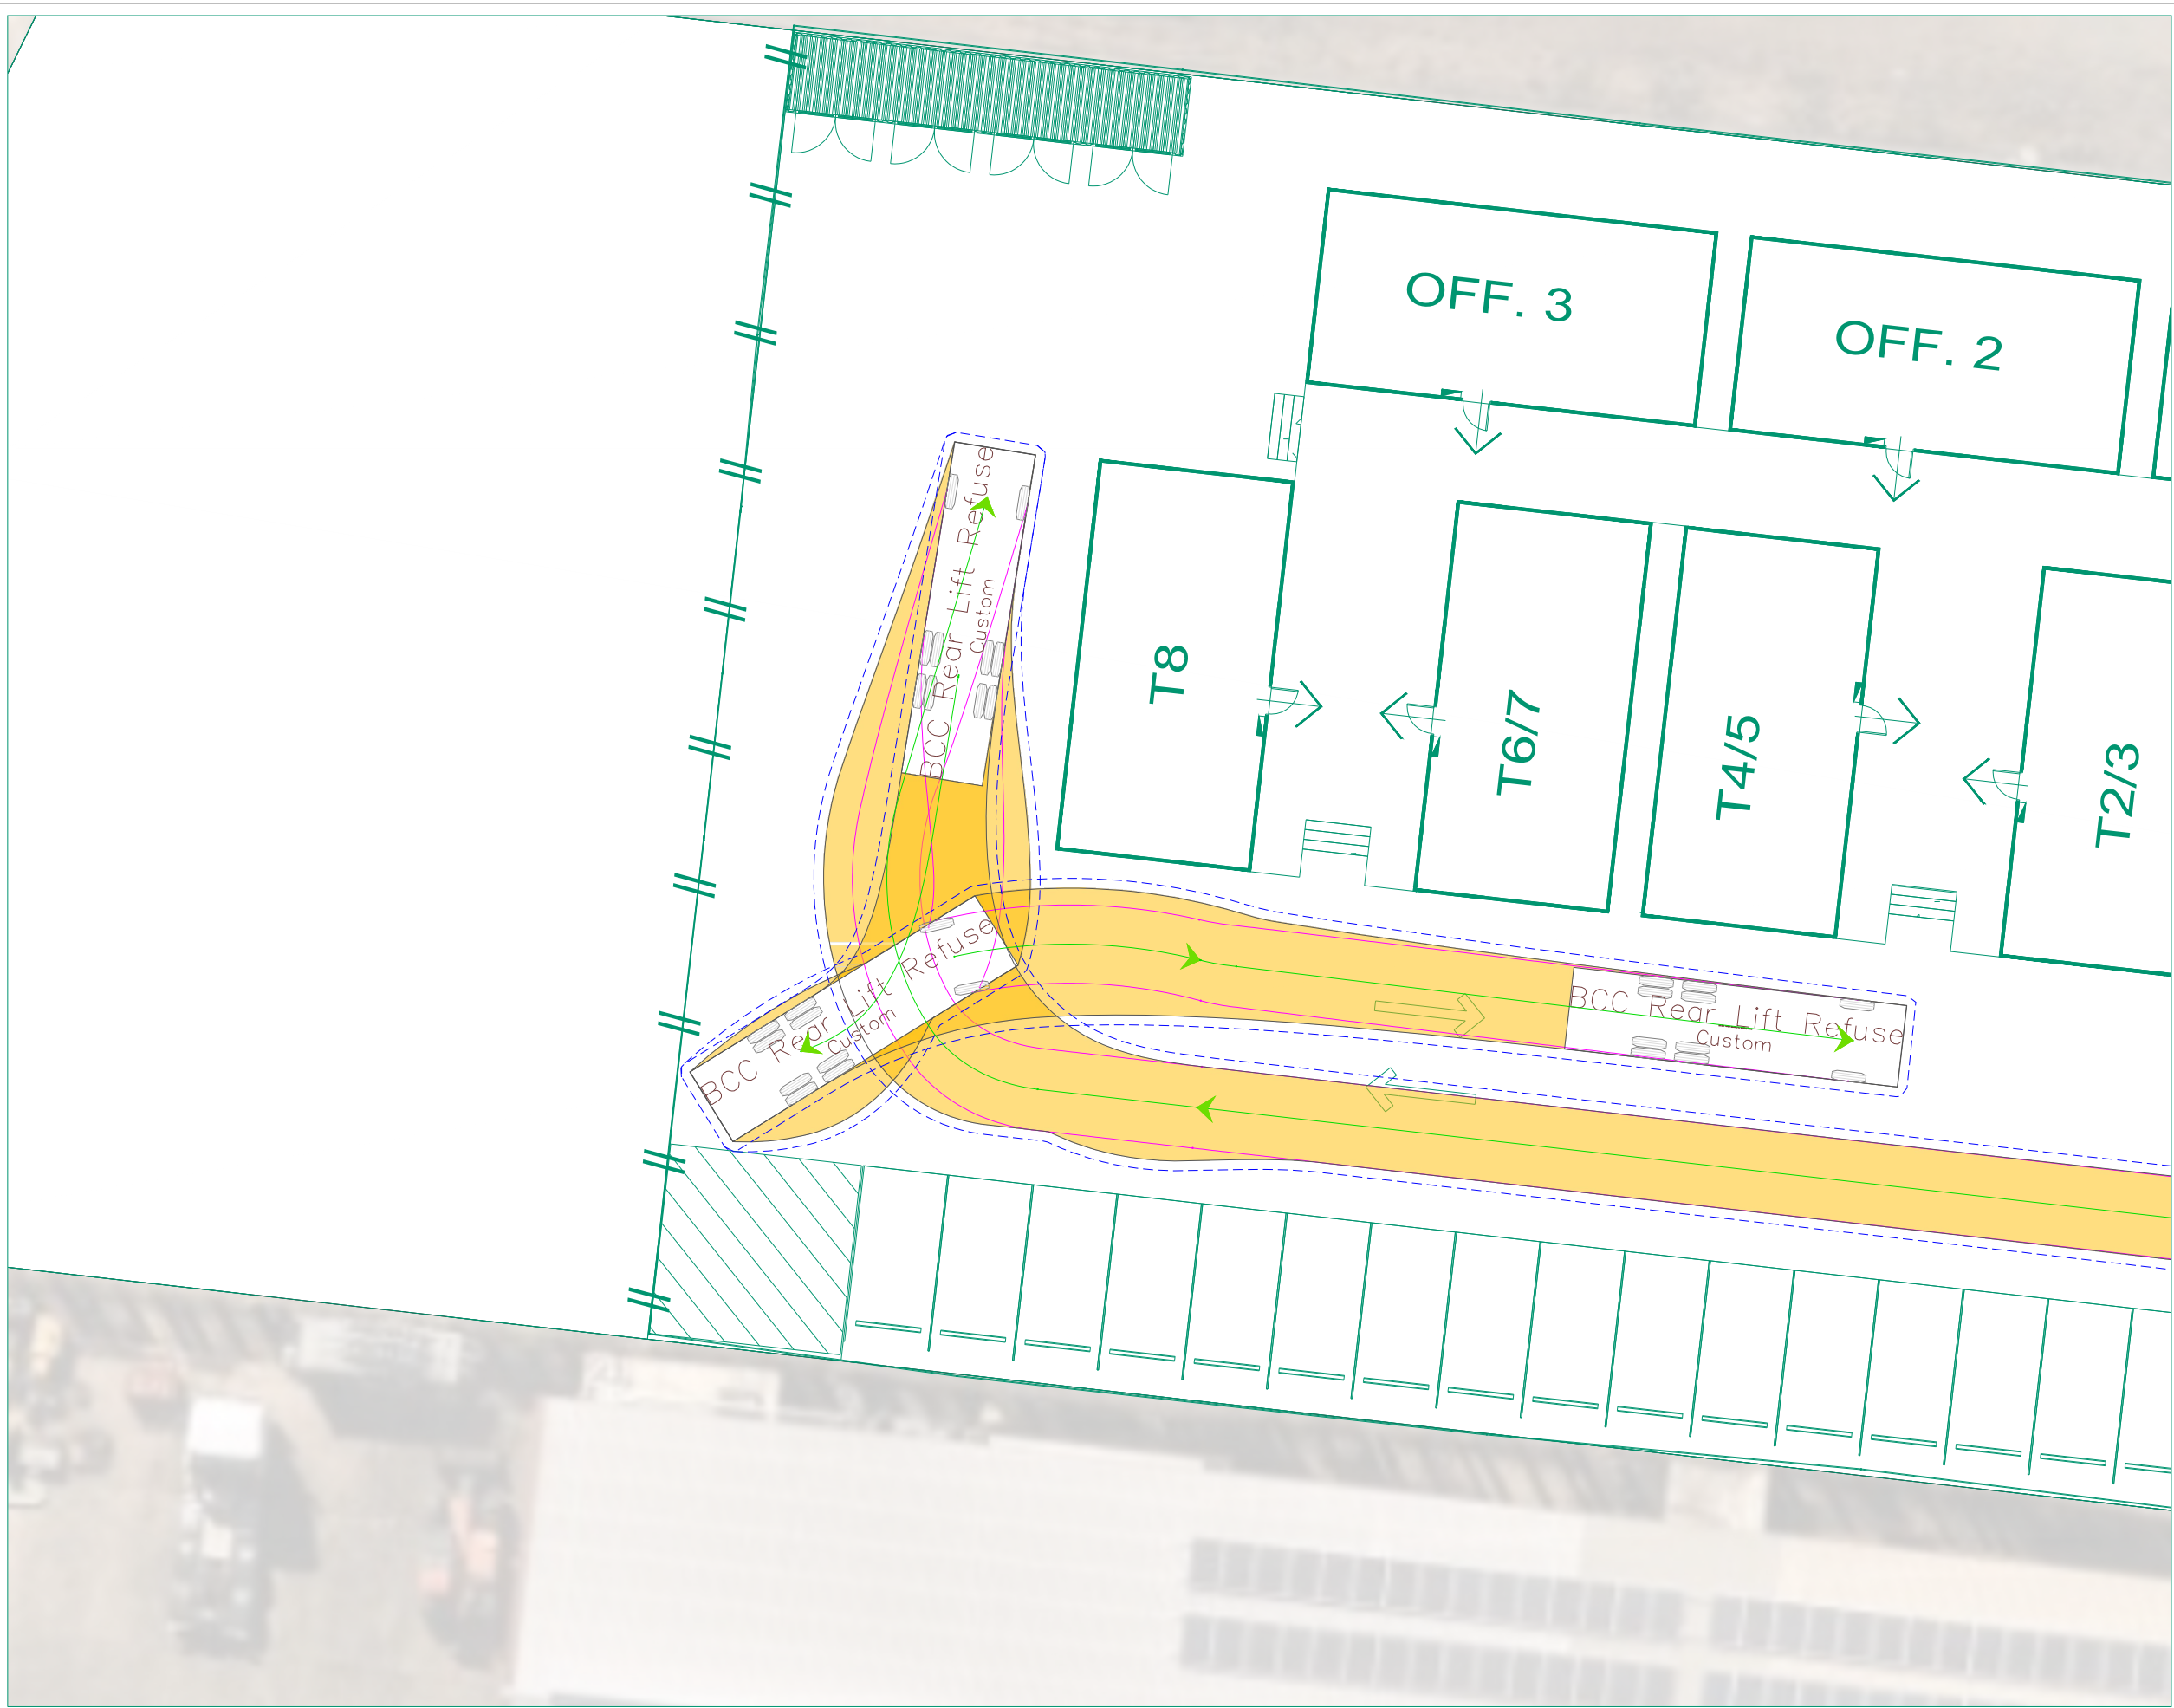 OFF. 3
OFF. 2
T8
T6/7
T4/5
T2/3
BCC Rear Lift Refuse
Custom
BCC Rear Lift Refuse
Custom
BCC Rear Lift Refuse
Custom